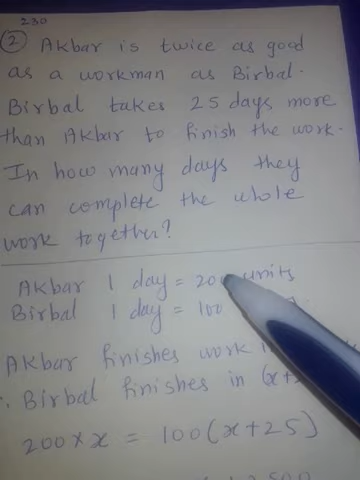 230
2 Akbar is twice as good
as a workman as Birbal.
Birbal takes 25 days more
than Akbar to finish the work.
In how many days they
can complete the whole
work together?
Akbar 1 day = 200 units
Birbal 1 day = 100
Akbar finishes work
∴ Birbal finishes in (x+
200 × x = 100(x+25)